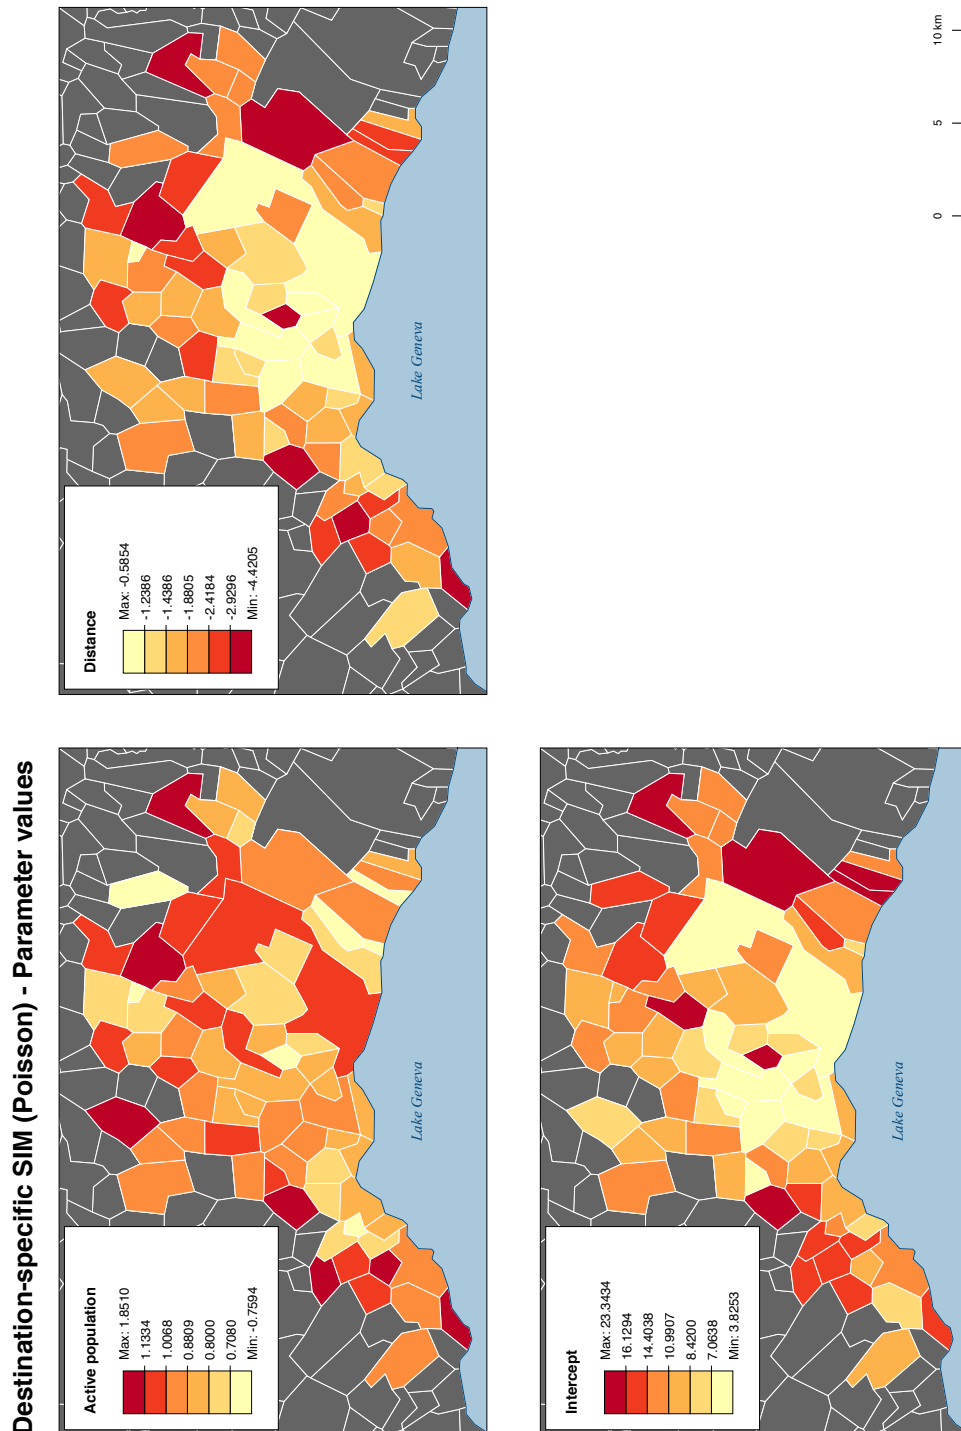 Destination-specific SIM (Poisson) - Parameter values
Active population
Max: 1.8510
1.1334
1.0068
0.8809
0.8000
0.7080
Min: -0.7594
Lake Geneva
Distance
Max: -0.5854
-1.2386
-1.4386
-1.8805
-2.4184
-2.9296
Min: -4.4205
Lake Geneva
Intercept
Max: 23.3434
16.1294
14.4038
10.9907
8.4200
7.0638
Min: 3.8253
Lake Geneva
0 5 10 km